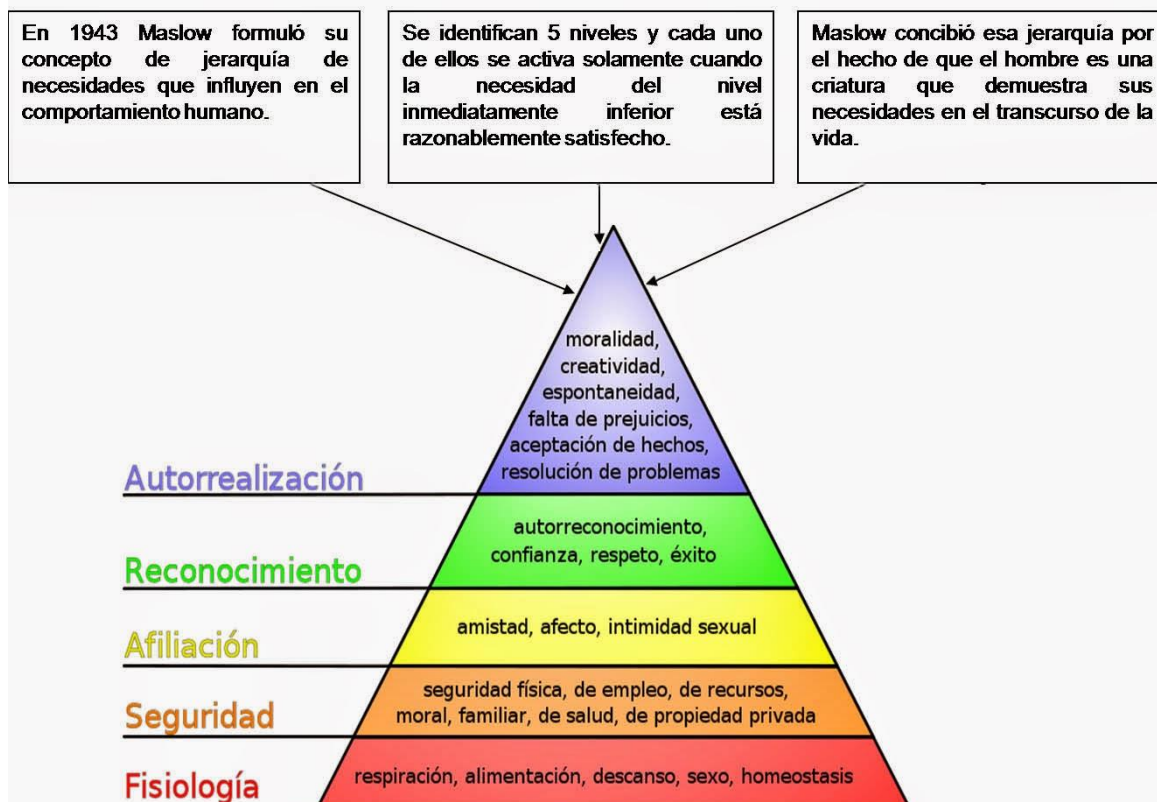 En 1943 Maslow formuló su
concepto de jerarquía de
necesidades que influyen en el
comportamiento humano.
Se identifican 5 niveles y cada uno
de ellos se activa solamente cuando
la necesidad del nivel
inmediatamente inferior está
razonablemente satisfecho.
Maslow concibió esa jerarquía por
el hecho de que el hombre es una
criatura que demuestra sus
necesidades en el transcurso de la
vida.
moralidad,
creatividad,
espontaneidad,
falta de prejuicios,
aceptación de hechos,
resolución de problemas
Autorrealización
autorreconocimiento,
confianza, respeto, éxito
Reconocimiento
amistad, afecto, intimidad sexual
Afiliación
seguridad física, de empleo, de recursos,
moral, familiar, de salud, de propiedad privada
Seguridad
respiración, alimentación, descanso, sexo, homeostasis
Fisiología